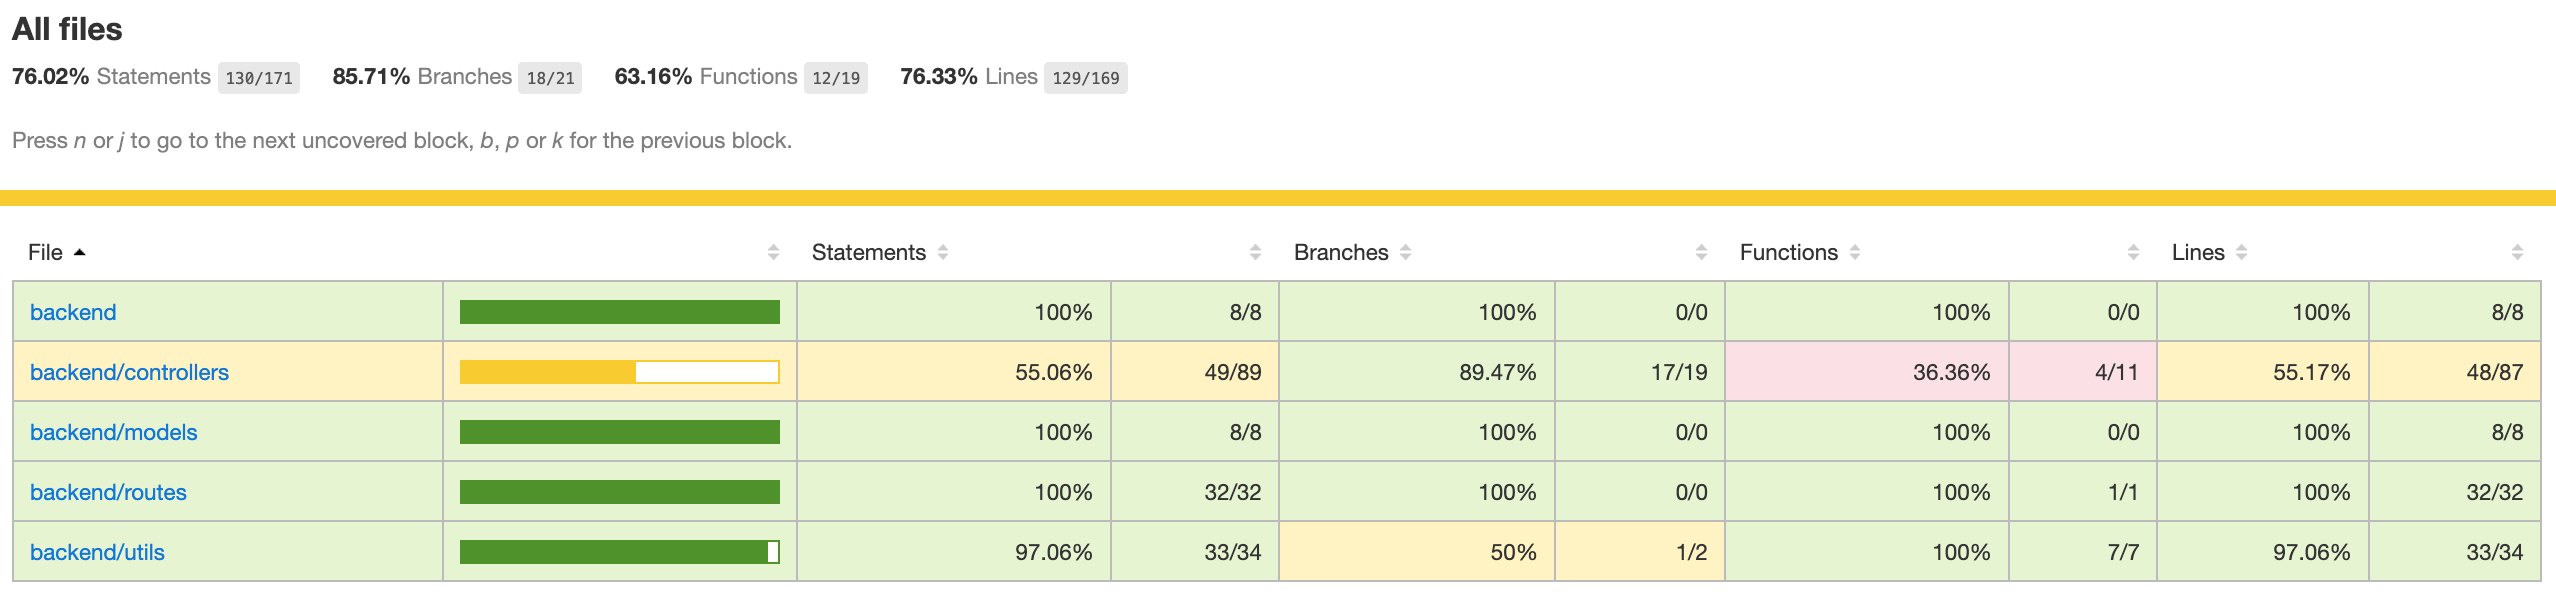 All files
76.02% Statements 130/171 85.71% Branches 18/21 63.16% Functions 12/19 76.33% Lines 129/169
Press n or j to go to the next uncovered block, b, p or k for the previous block.
File Statements Branches Functions Lines
backend 100% 8/8 100% 0/0 100% 0/0 100% 8/8
backend/controllers 55.06% 49/89 89.47% 17/19 36.36% 4/11 55.17% 48/87
backend/models 100% 8/8 100% 0/0 100% 0/0 100% 8/8
backend/routes 100% 32/32 100% 0/0 100% 1/1 100% 32/32
backend/utils 97.06% 33/34 50% 1/2 100% 7/7 97.06% 33/34